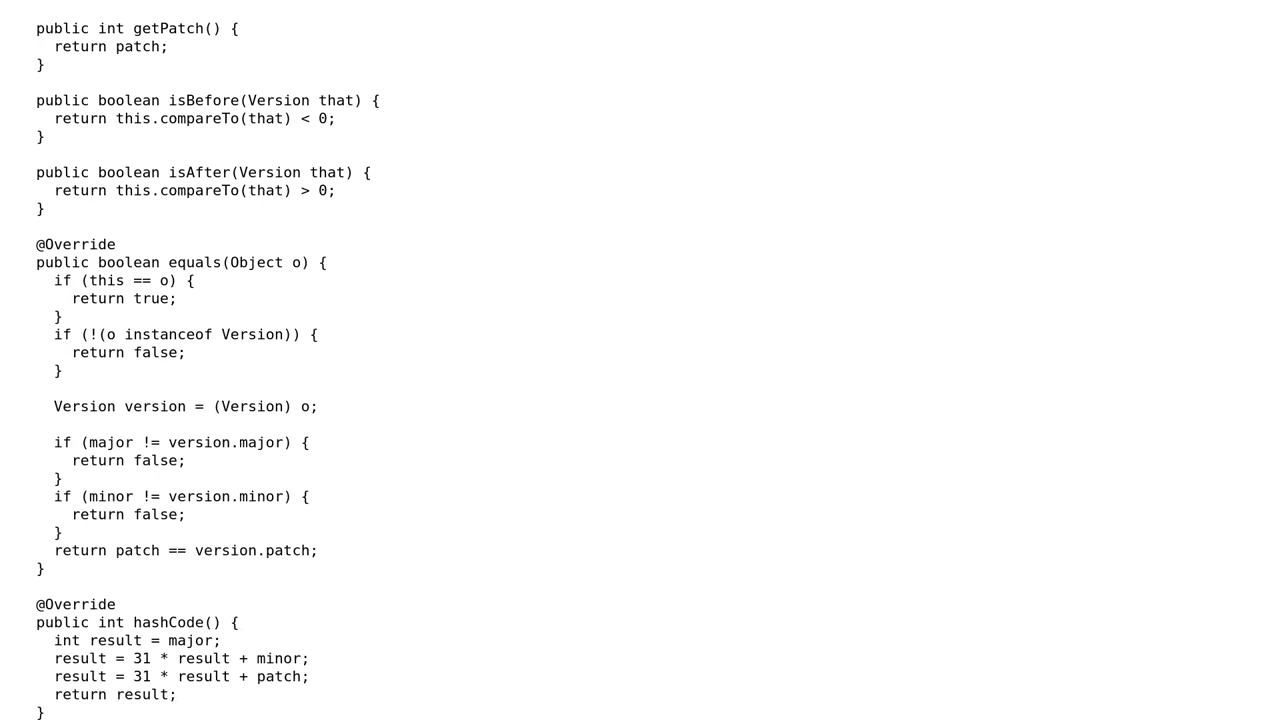 public int getPatch() {
  return patch;
}

public boolean isBefore(Version that) {
  return this.compareTo(that) < 0;
}

public boolean isAfter(Version that) {
  return this.compareTo(that) > 0;
}

@Override
public boolean equals(Object o) {
  if (this == o) {
    return true;
  }
  if (!(o instanceof Version)) {
    return false;
  }

  Version version = (Version) o;

  if (major != version.major) {
    return false;
  }
  if (minor != version.minor) {
    return false;
  }
  return patch == version.patch;
}

@Override
public int hashCode() {
  int result = major;
  result = 31 * result + minor;
  result = 31 * result + patch;
  return result;
}